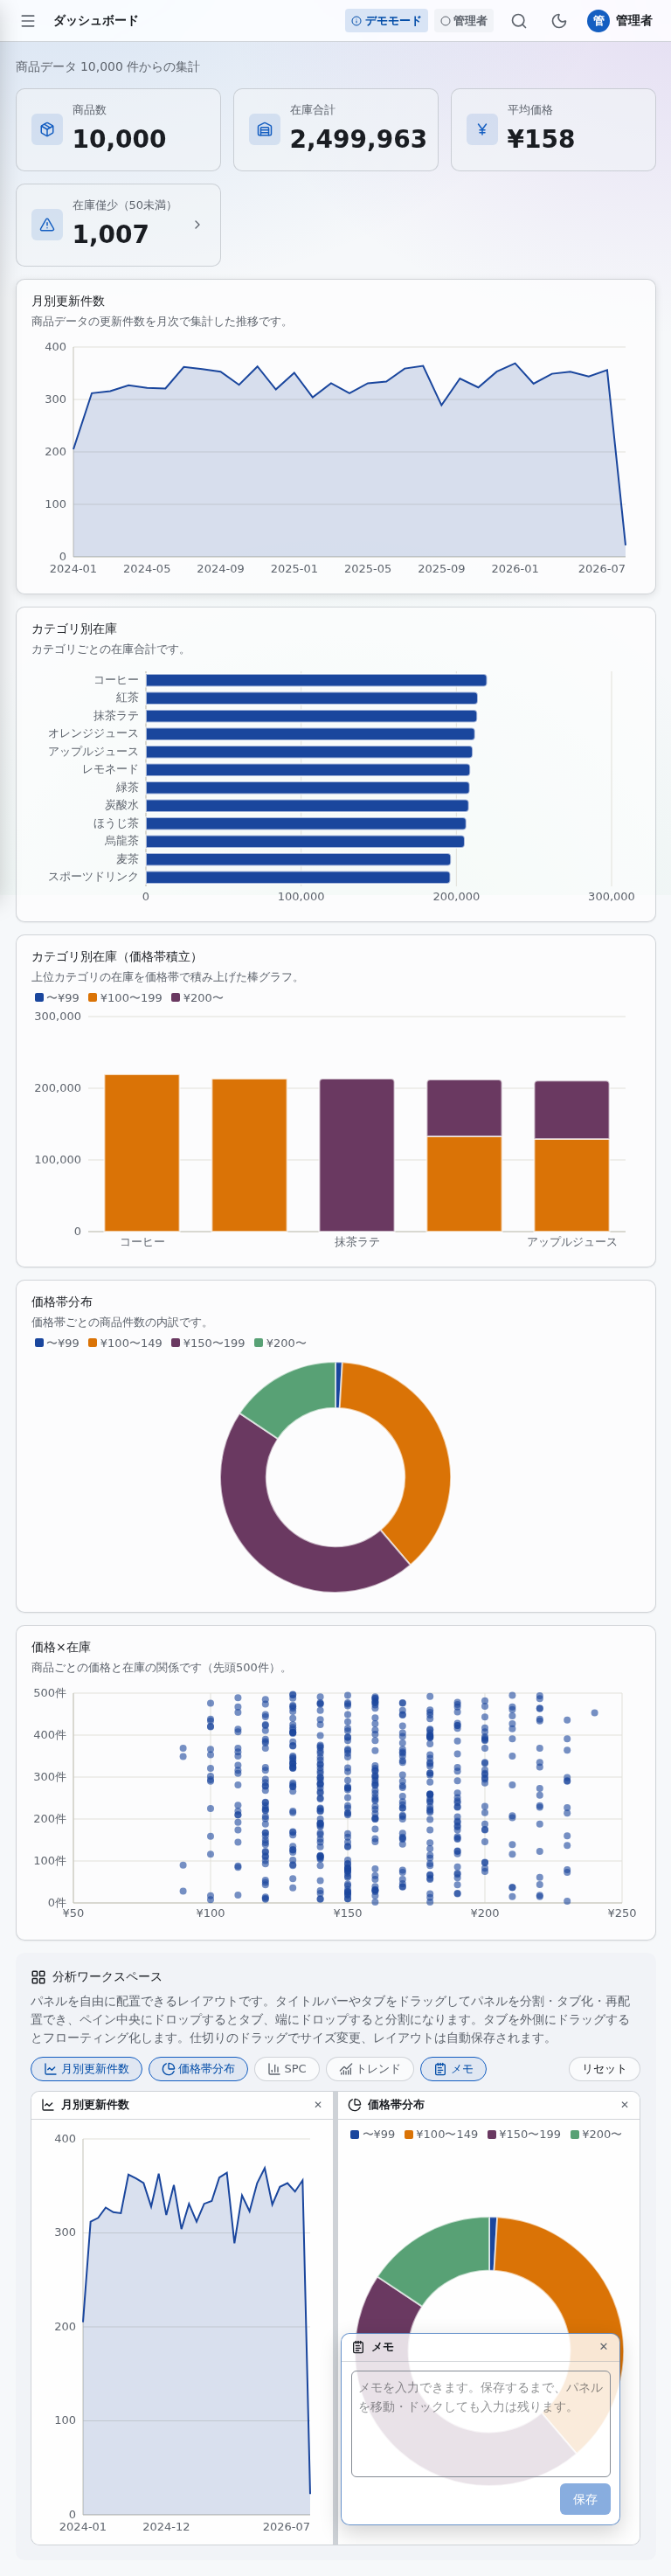 ダッシュボード
デモモード
管理者
管 管理者
商品データ 10,000 件からの集計
商品数
10,000
在庫合計
2,499,963
平均価格
¥158
在庫僅少（50未満）
1,007
月別更新件数
商品データの更新件数を月次で集計した推移です。
400
300
200
100
0
2024-01 2024-05 2024-09 2025-01 2025-05 2025-09 2026-01 2026-07
カテゴリ別在庫
カテゴリごとの在庫合計です。
コーヒー
紅茶
抹茶ラテ
オレンジジュース
アップルジュース
レモネード
緑茶
炭酸水
ほうじ茶
烏龍茶
麦茶
スポーツドリンク
0 100,000 200,000 300,000
カテゴリ別在庫（価格帯積立）
上位カテゴリの在庫を価格帯で積み上げた棒グラフ。
〜¥99 ¥100〜199 ¥200〜
300,000
200,000
100,000
0
コーヒー 抹茶ラテ アップルジュース
価格帯分布
価格帯ごとの商品件数の内訳です。
〜¥99 ¥100〜149 ¥150〜199 ¥200〜
価格×在庫
商品ごとの価格と在庫の関係です（先頭500件）。
500件
400件
300件
200件
100件
0件
¥50 ¥100 ¥150 ¥200 ¥250
分析ワークスペース
パネルを自由に配置できるレイアウトです。タイトルバーやタブをドラッグしてパネルを分割・タブ化・再配
置でき、ペイン中央にドロップするとタブ、端にドロップすると分割になります。タブを外側にドラッグする
とフローティング化します。仕切りのドラッグでサイズ変更、レイアウトは自動保存されます。
月別更新件数 価格帯分布 SPC トレンド メモ リセット
月別更新件数 ×
400
300
200
100
0
2024-01 2024-12 2026-07
価格帯分布 ×
〜¥99 ¥100〜149 ¥150〜199 ¥200〜
メモ ×
メモを入力できます。保存するまで、パネル
を移動・ドックしても入力は残ります。
保存